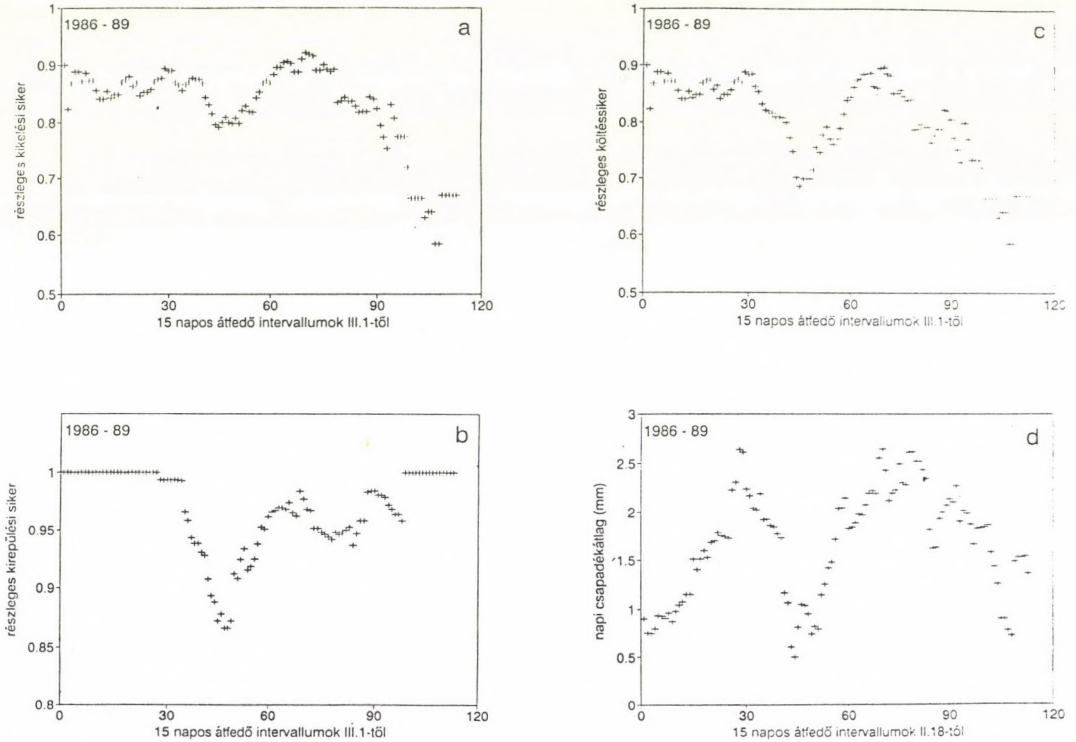 1986 - 89
a
részleges kikelési siker
1
0.9
0.8
0.7
0.6
0.5
0
30
60
90
120
15 napos átfedő intervallumok III.1-től
1986 - 89
c
részleges költéssiker
1
0.9
0.8
0.7
0.6
0.5
0
30
60
90
120
15 napos átfedő intervallumok III.1-től
1986 - 89
b
részleges kirepülési siker
1
0.95
0.9
0.85
0.8
0
30
60
90
120
15 napos átfedő intervallumok III.1-től
1986 - 89
d
napi csapadékátlag (mm)
3
2.5
2
1.5
1
0.5
0
0
30
60
90
120
15 napos átfedő intervallumok II.18-tól